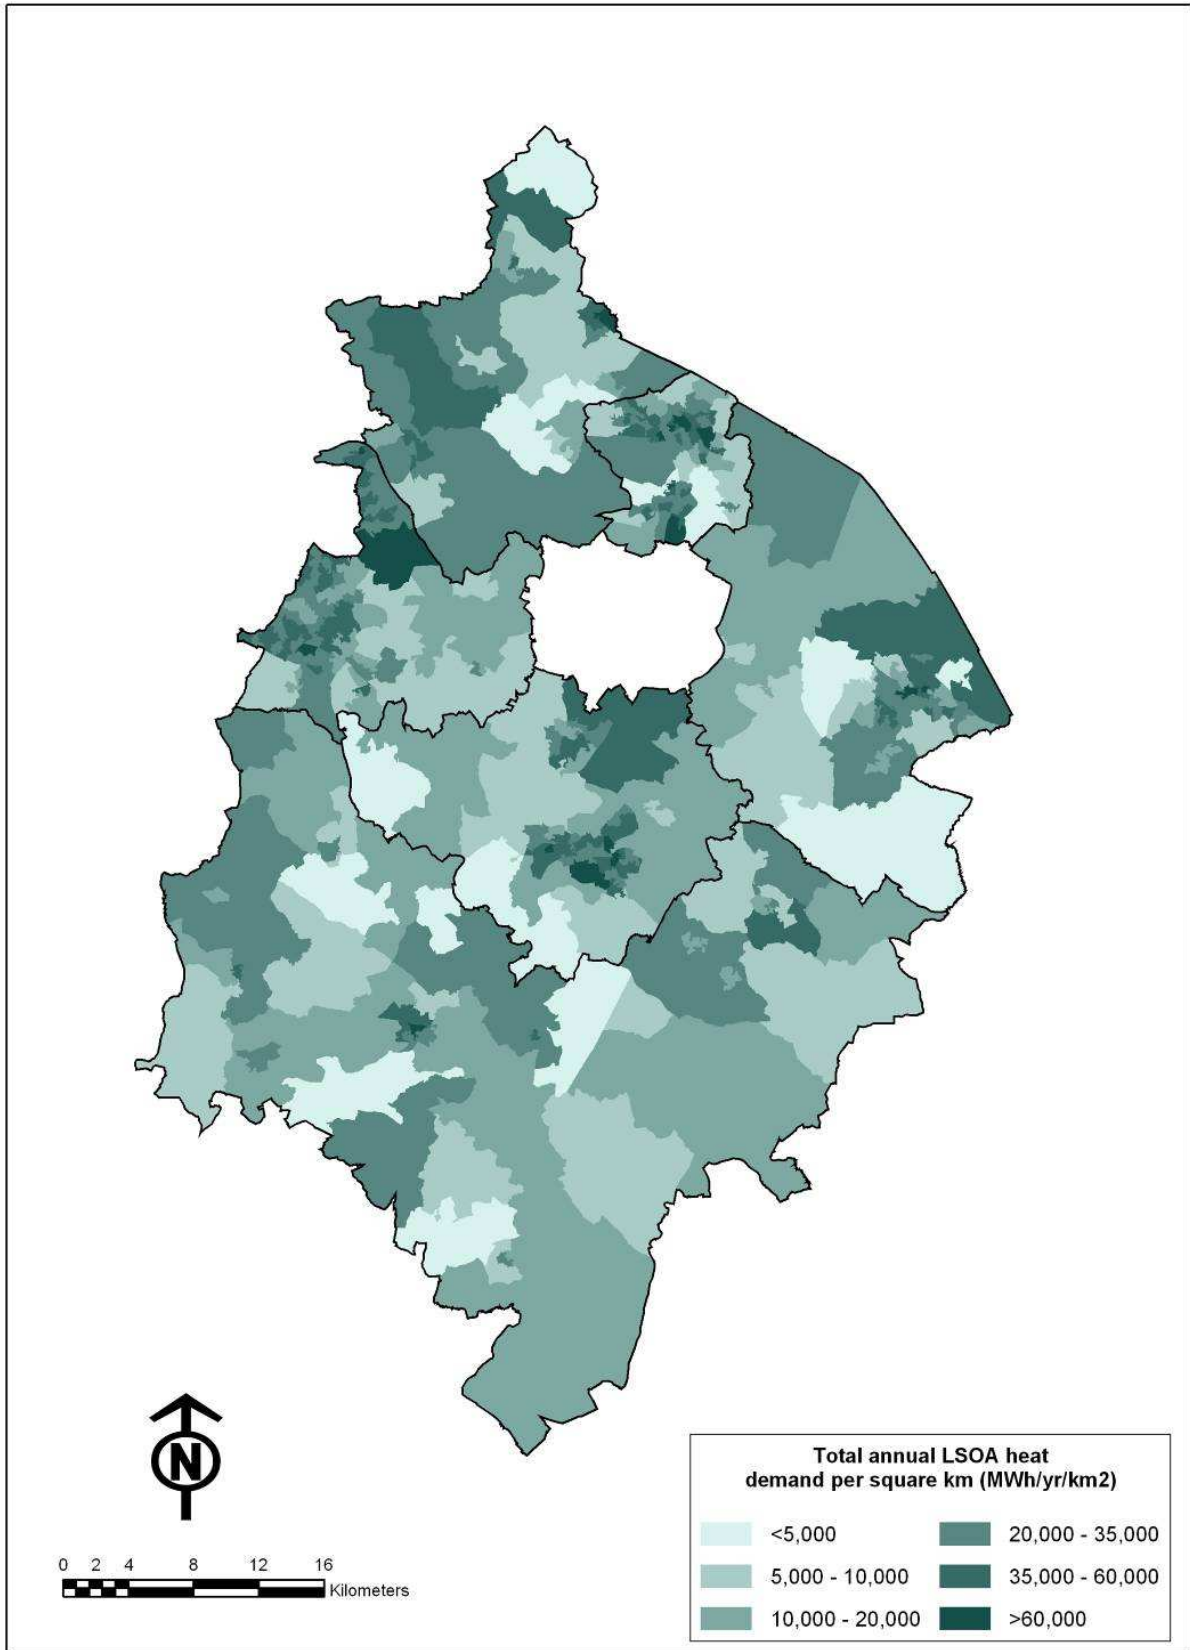 N
0 2 4 8 12 16
Kilometers
Total annual LSOA heat
demand per square km (MWh/yr/km2)
<5,000
20,000 - 35,000
5,000 - 10,000
35,000 - 60,000
10,000 - 20,000
>60,000